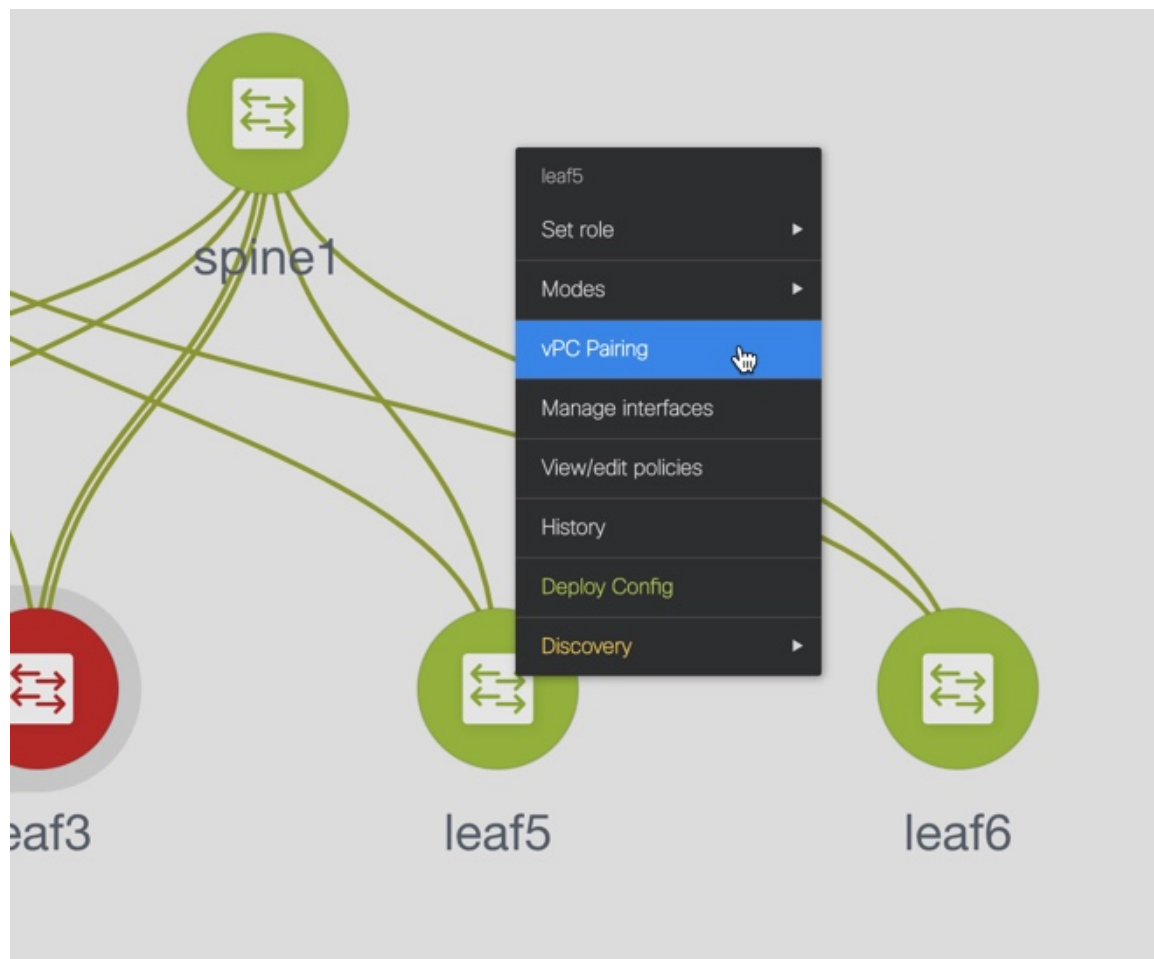 spine1
leaf5
Set role
Modes
vPC Pairing
Manage interfaces
View/edit policies
History
Deploy Config
Discovery
eaf3
leaf5
leaf6